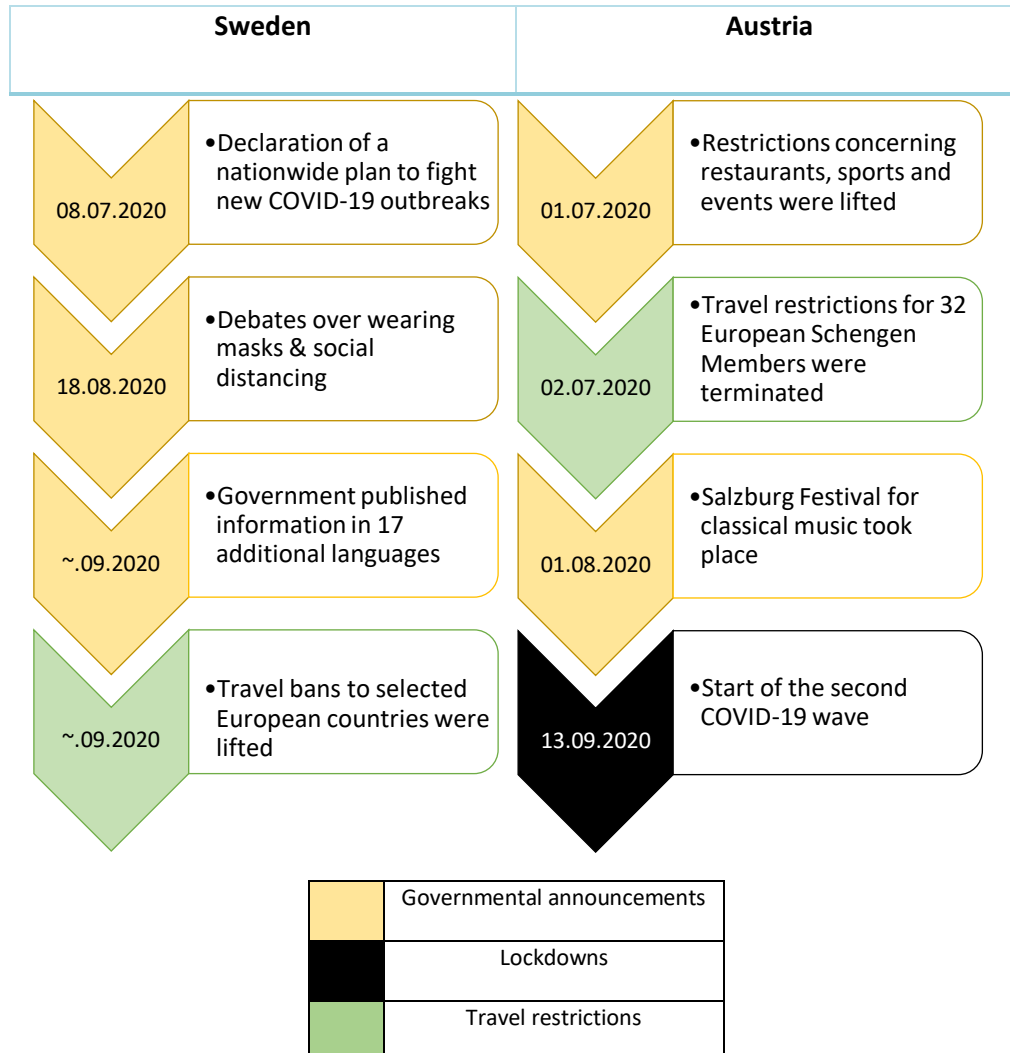 Sweden
Austria
08.07.2020
•Declaration of a
nationwide plan to fight
new COVID-19 outbreaks
18.08.2020
•Debates over wearing
masks & social
distancing
~.09.2020
•Government published
information in 17
additional languages
~.09.2020
•Travel bans to selected
European countries were
lifted
01.07.2020
•Restrictions concerning
restaurants, sports and
events were lifted
02.07.2020
•Travel restrictions for 32
European Schengen
Members were
terminated
01.08.2020
•Salzburg Festival for
classical music took
place
13.09.2020
•Start of the second
COVID-19 wave
Governmental announcements
Lockdowns
Travel restrictions